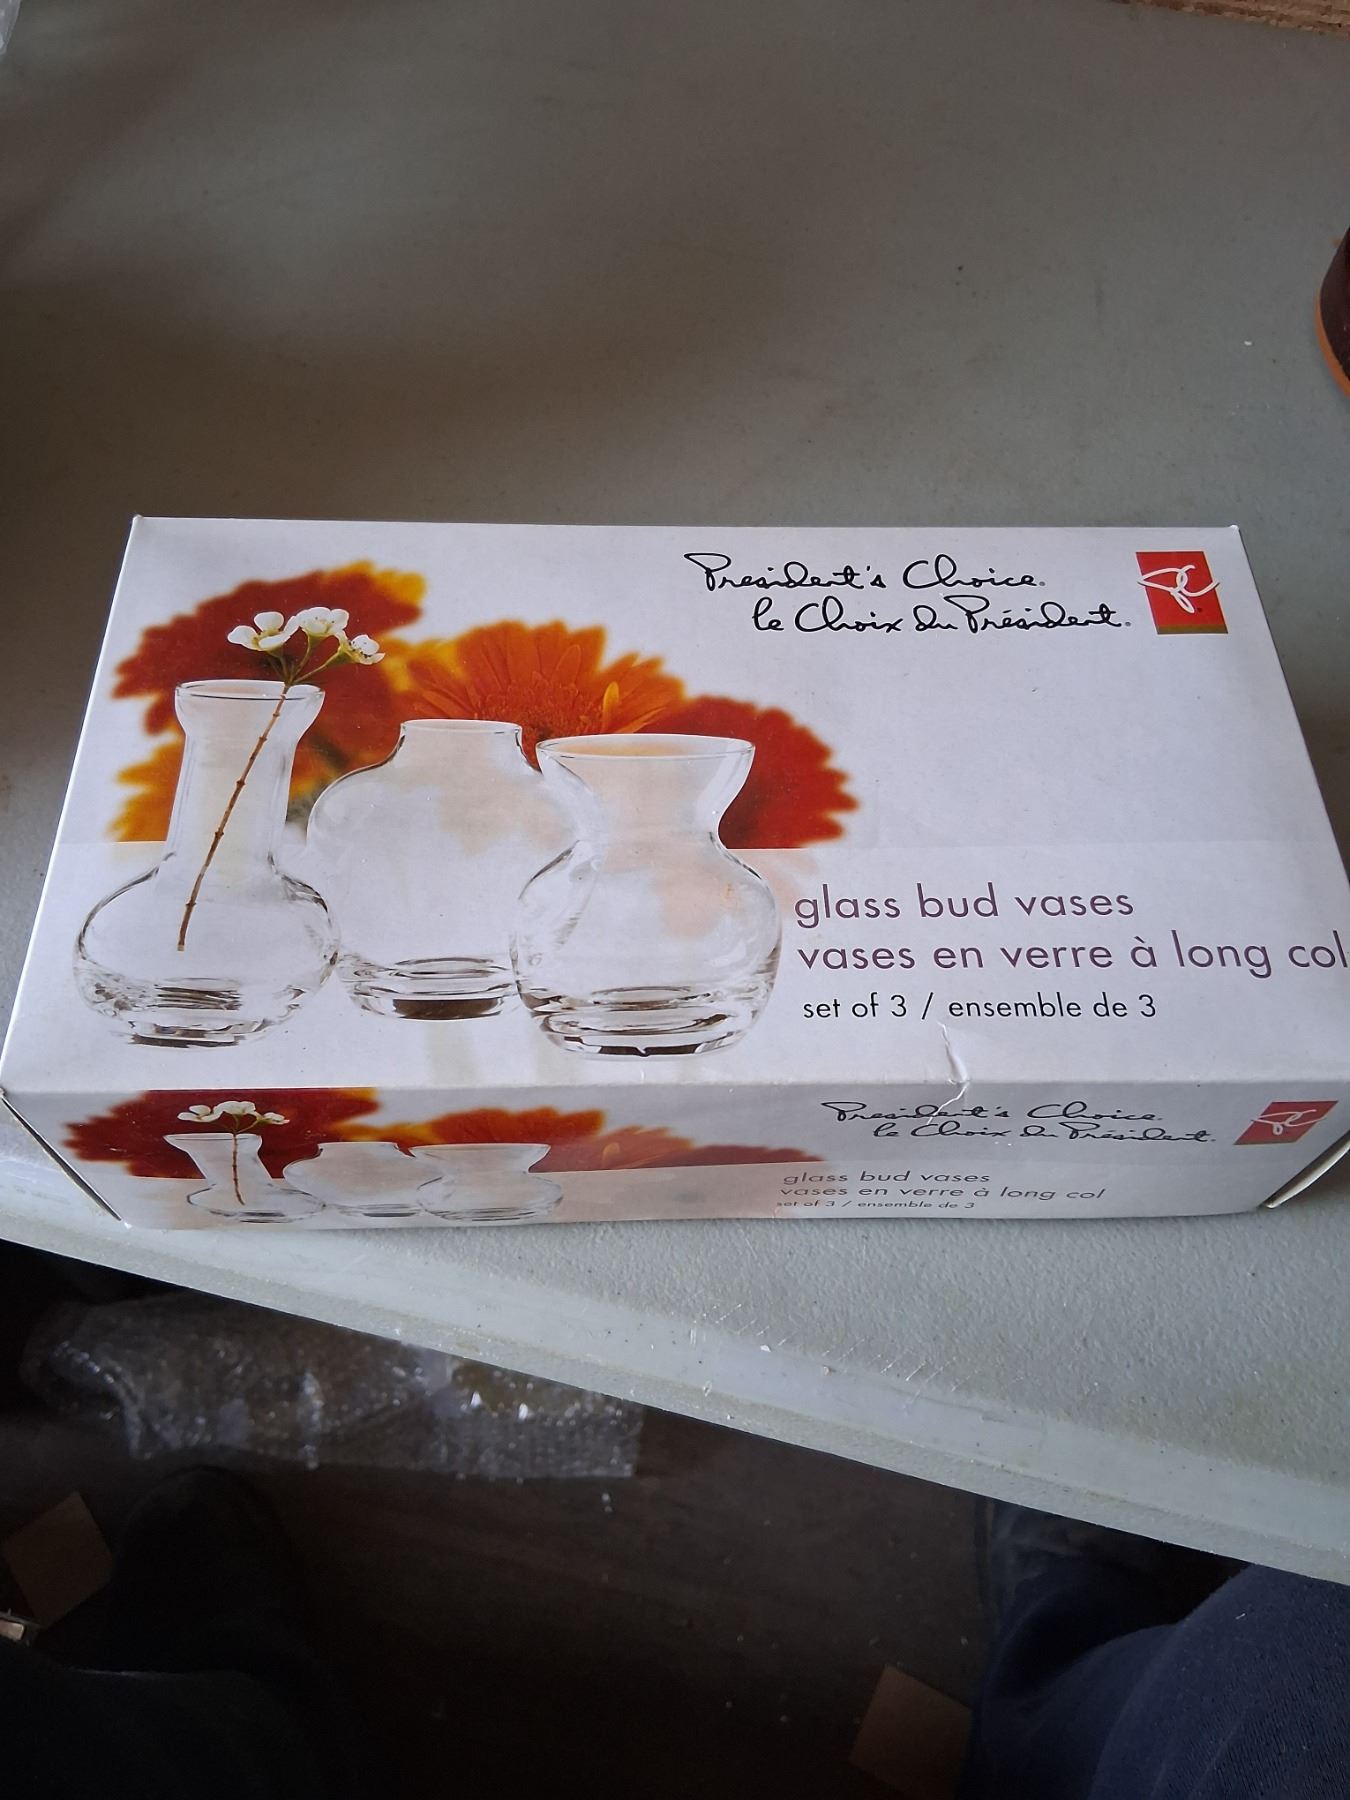 President's Choice.
le Choix du Président.
PC
glass bud vases
vases en verre à long col
set of 3 / ensemble de 3
President's Choice.
le Choix du Président.
PC
glass bud vases
vases en verre à long col
set of 3 / ensemble de 3